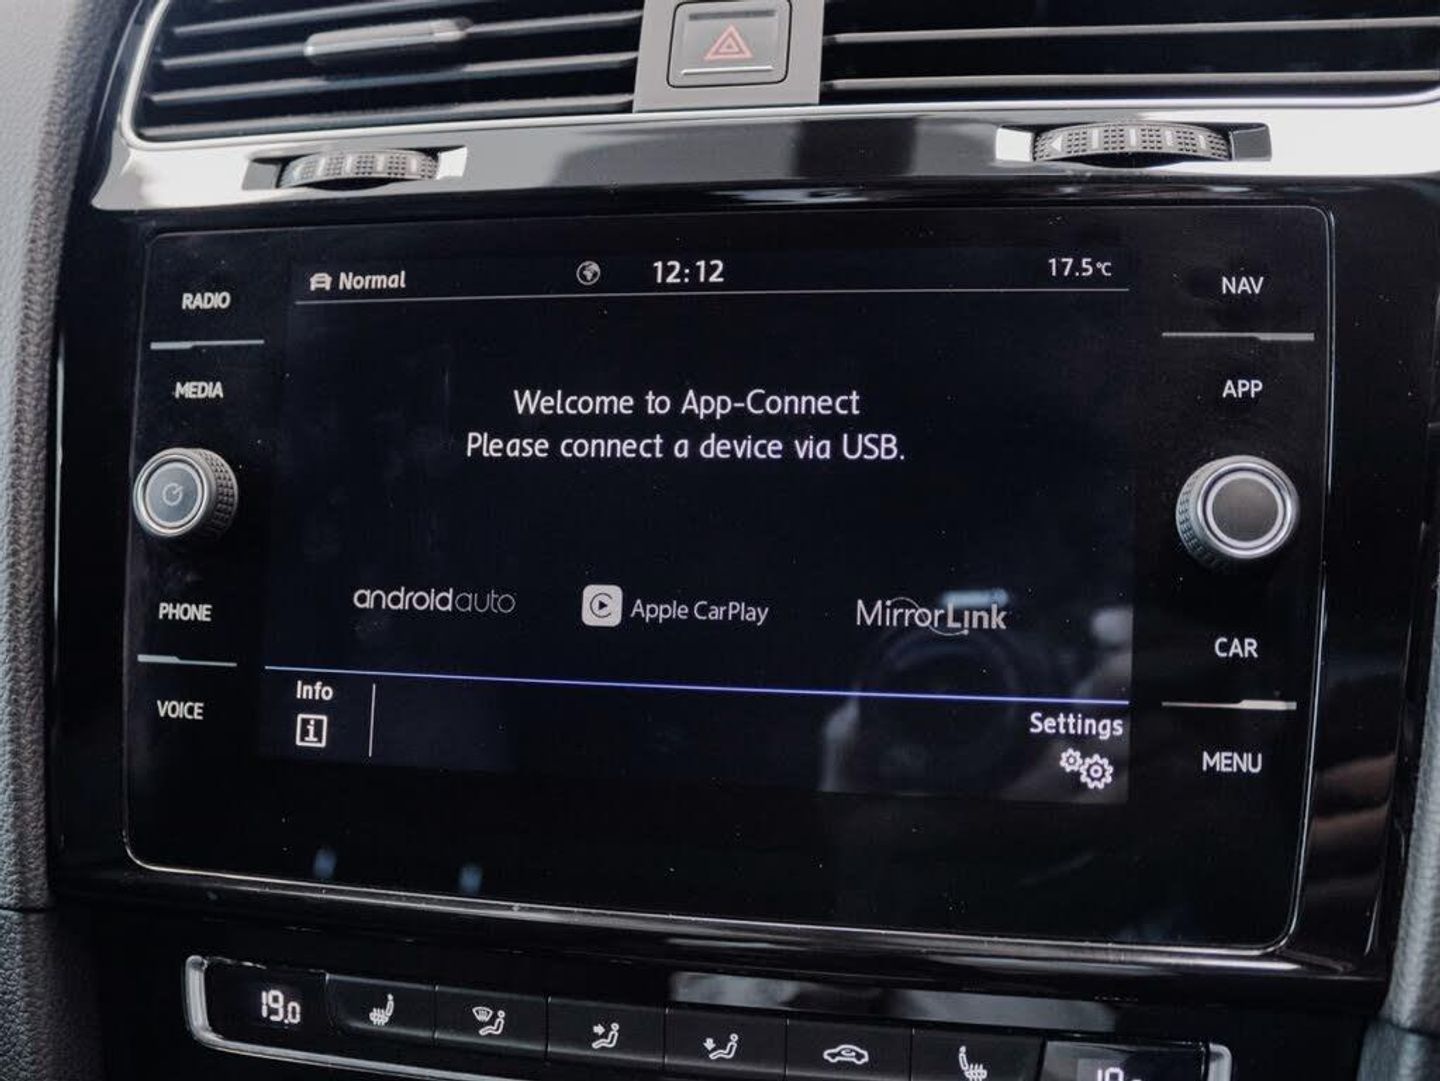 Normal
12:12
17.5°C
RADIO
MEDIA
PHONE
VOICE
Welcome to App-Connect
Please connect a device via USB.
androidauto
Apple CarPlay
MirrorLink
Info
i
Settings
NAV
APP
CAR
MENU
19.0